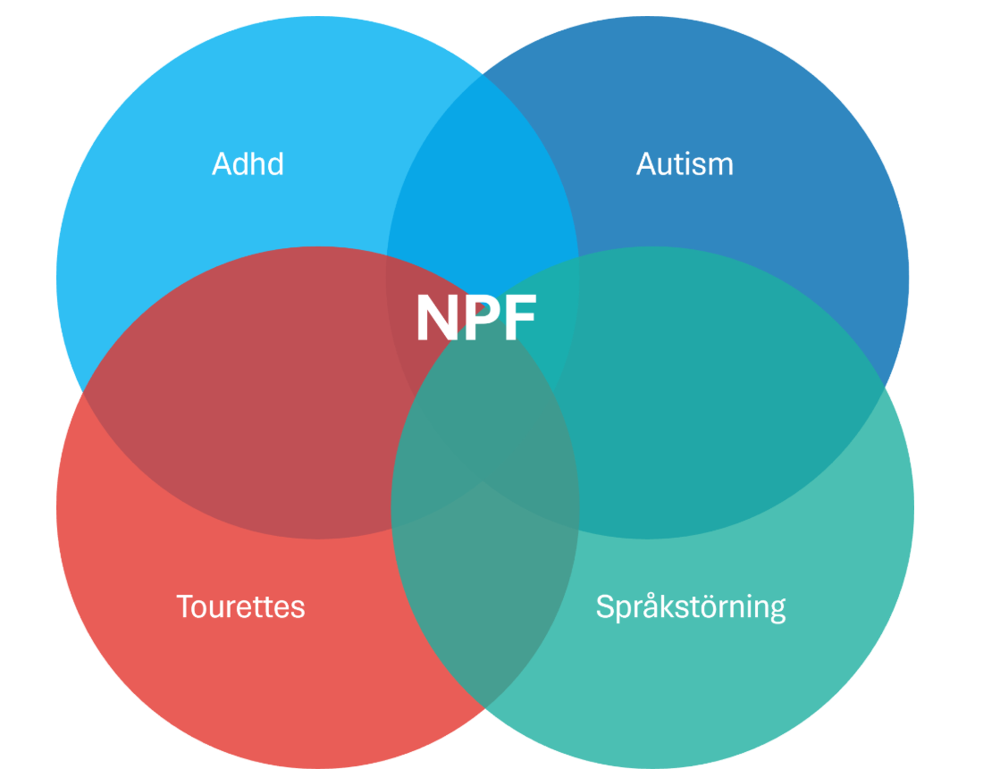 Adhd
Autism
NPF
Tourettes
Språkstörning